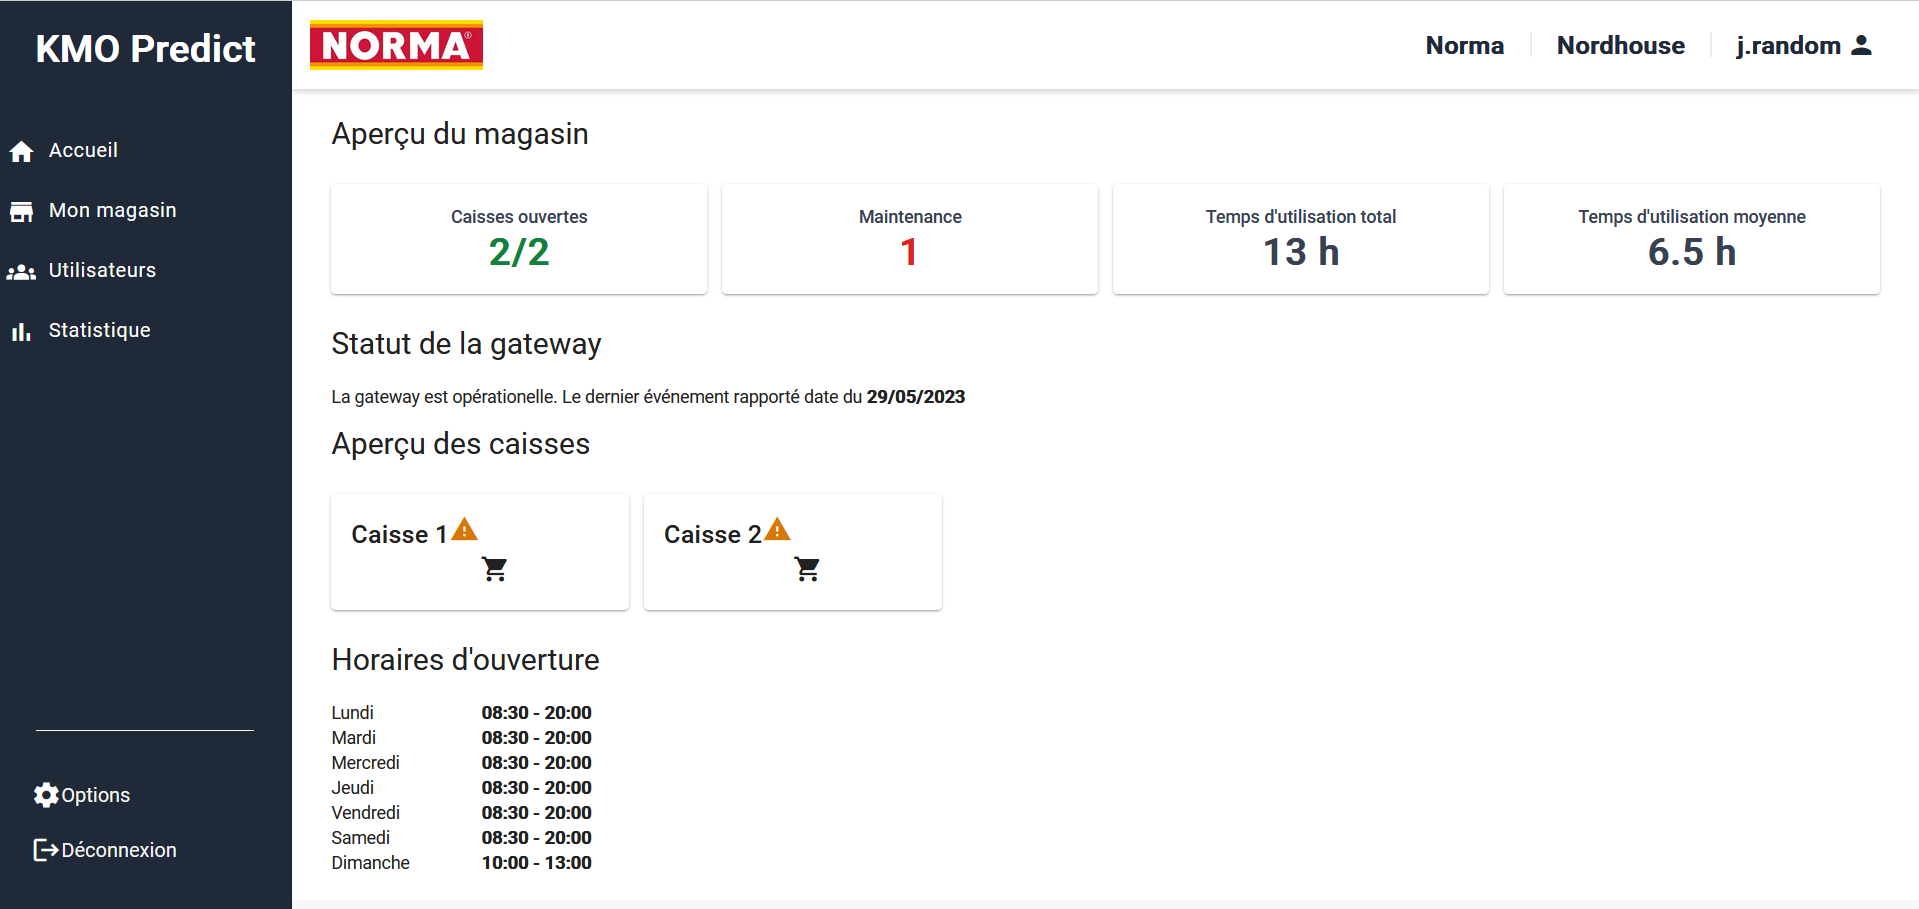 KMO Predict
NORMA®
Norma
Nordhouse
j.random
Accueil
Mon magasin
Utilisateurs
Statistique
Options
Déconnexion
Aperçu du magasin
Caisses ouvertes
2/2
Maintenance
1
Temps d'utilisation total
13 h
Temps d'utilisation moyenne
6.5 h
Statut de la gateway
La gateway est opérationelle. Le dernier événement rapporté date du 29/05/2023
Aperçu des caisses
Caisse 1
Caisse 2
Horaires d'ouverture
Lundi 08:30 - 20:00
Mardi 08:30 - 20:00
Mercredi 08:30 - 20:00
Jeudi 08:30 - 20:00
Vendredi 08:30 - 20:00
Samedi 08:30 - 20:00
Dimanche 10:00 - 13:00